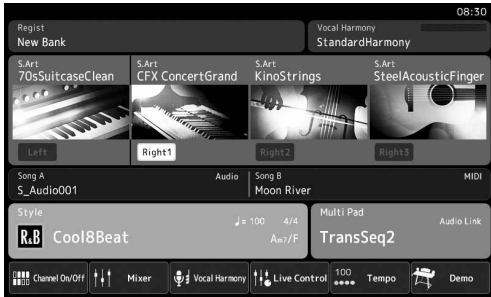 08:30
Regist
New Bank
Vocal Harmony
StandardHarmony
S.Art
70sSuitcaseClean
S.Art
CFX ConcertGrand
S.Art
KinoStrings
S.Art
SteelAcousticFinger
Left
Right1
Right2
Right3
Song A
Audio
S_Audio001
Song B
MIDI
Moon River
Style
♩= 100 4/4
R&B
Cool8Beat
Am7/F
Multi Pad
Audio Link
TransSeq2
Channel On/Off
Mixer
Vocal Harmony
Live Control
100
Tempo
Demo